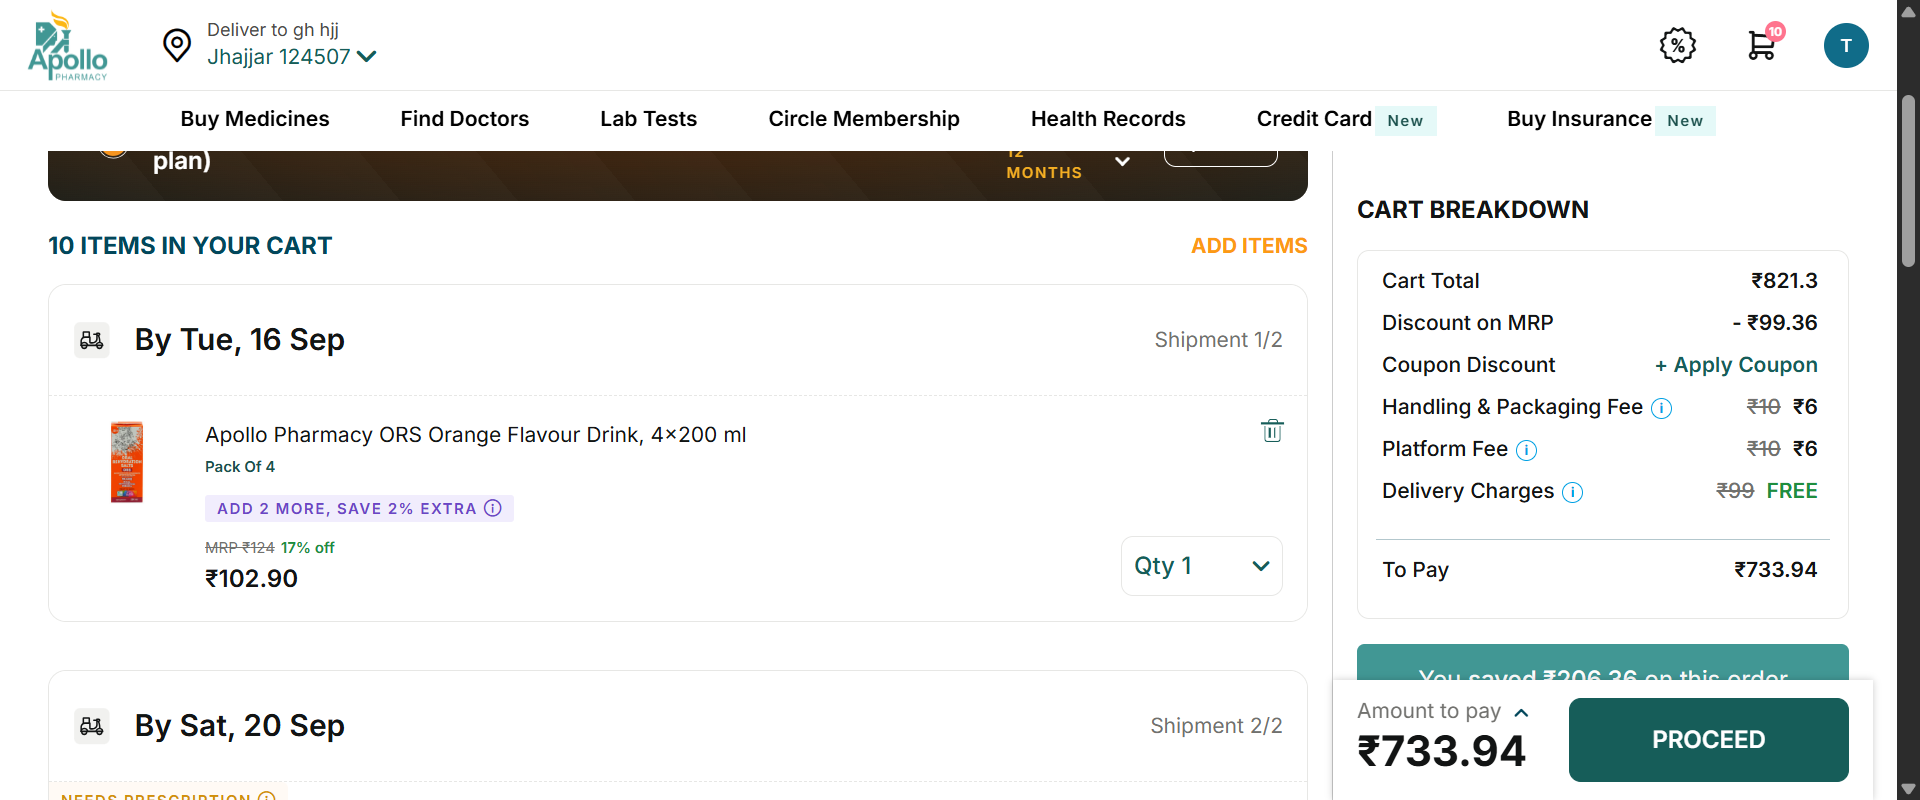 Apollo
PHARMACY
Deliver to gh hjj
Jhajjar 124507
%
10
T
Buy Medicines
Find Doctors
Lab Tests
Circle Membership
Health Records
Credit Card New
Buy Insurance New
plan)
12
MONTHS
10 ITEMS IN YOUR CART
ADD ITEMS
By Tue, 16 Sep
Shipment 1/2
Apollo Pharmacy ORS Orange Flavour Drink, 4x200 ml
Pack Of 4
ADD 2 MORE, SAVE 2% EXTRA
MRP ₹124 17% off
₹102.90
Qty 1
By Sat, 20 Sep
Shipment 2/2
NEEDS PRESCRIPTION
CART BREAKDOWN
Cart Total ₹821.3
Discount on MRP - ₹99.36
Coupon Discount + Apply Coupon
Handling & Packaging Fee ₹10 ₹6
Platform Fee ₹10 ₹6
Delivery Charges ₹99 FREE
To Pay ₹733.94
You saved ₹206.36 on this order
Amount to pay
₹733.94
PROCEED